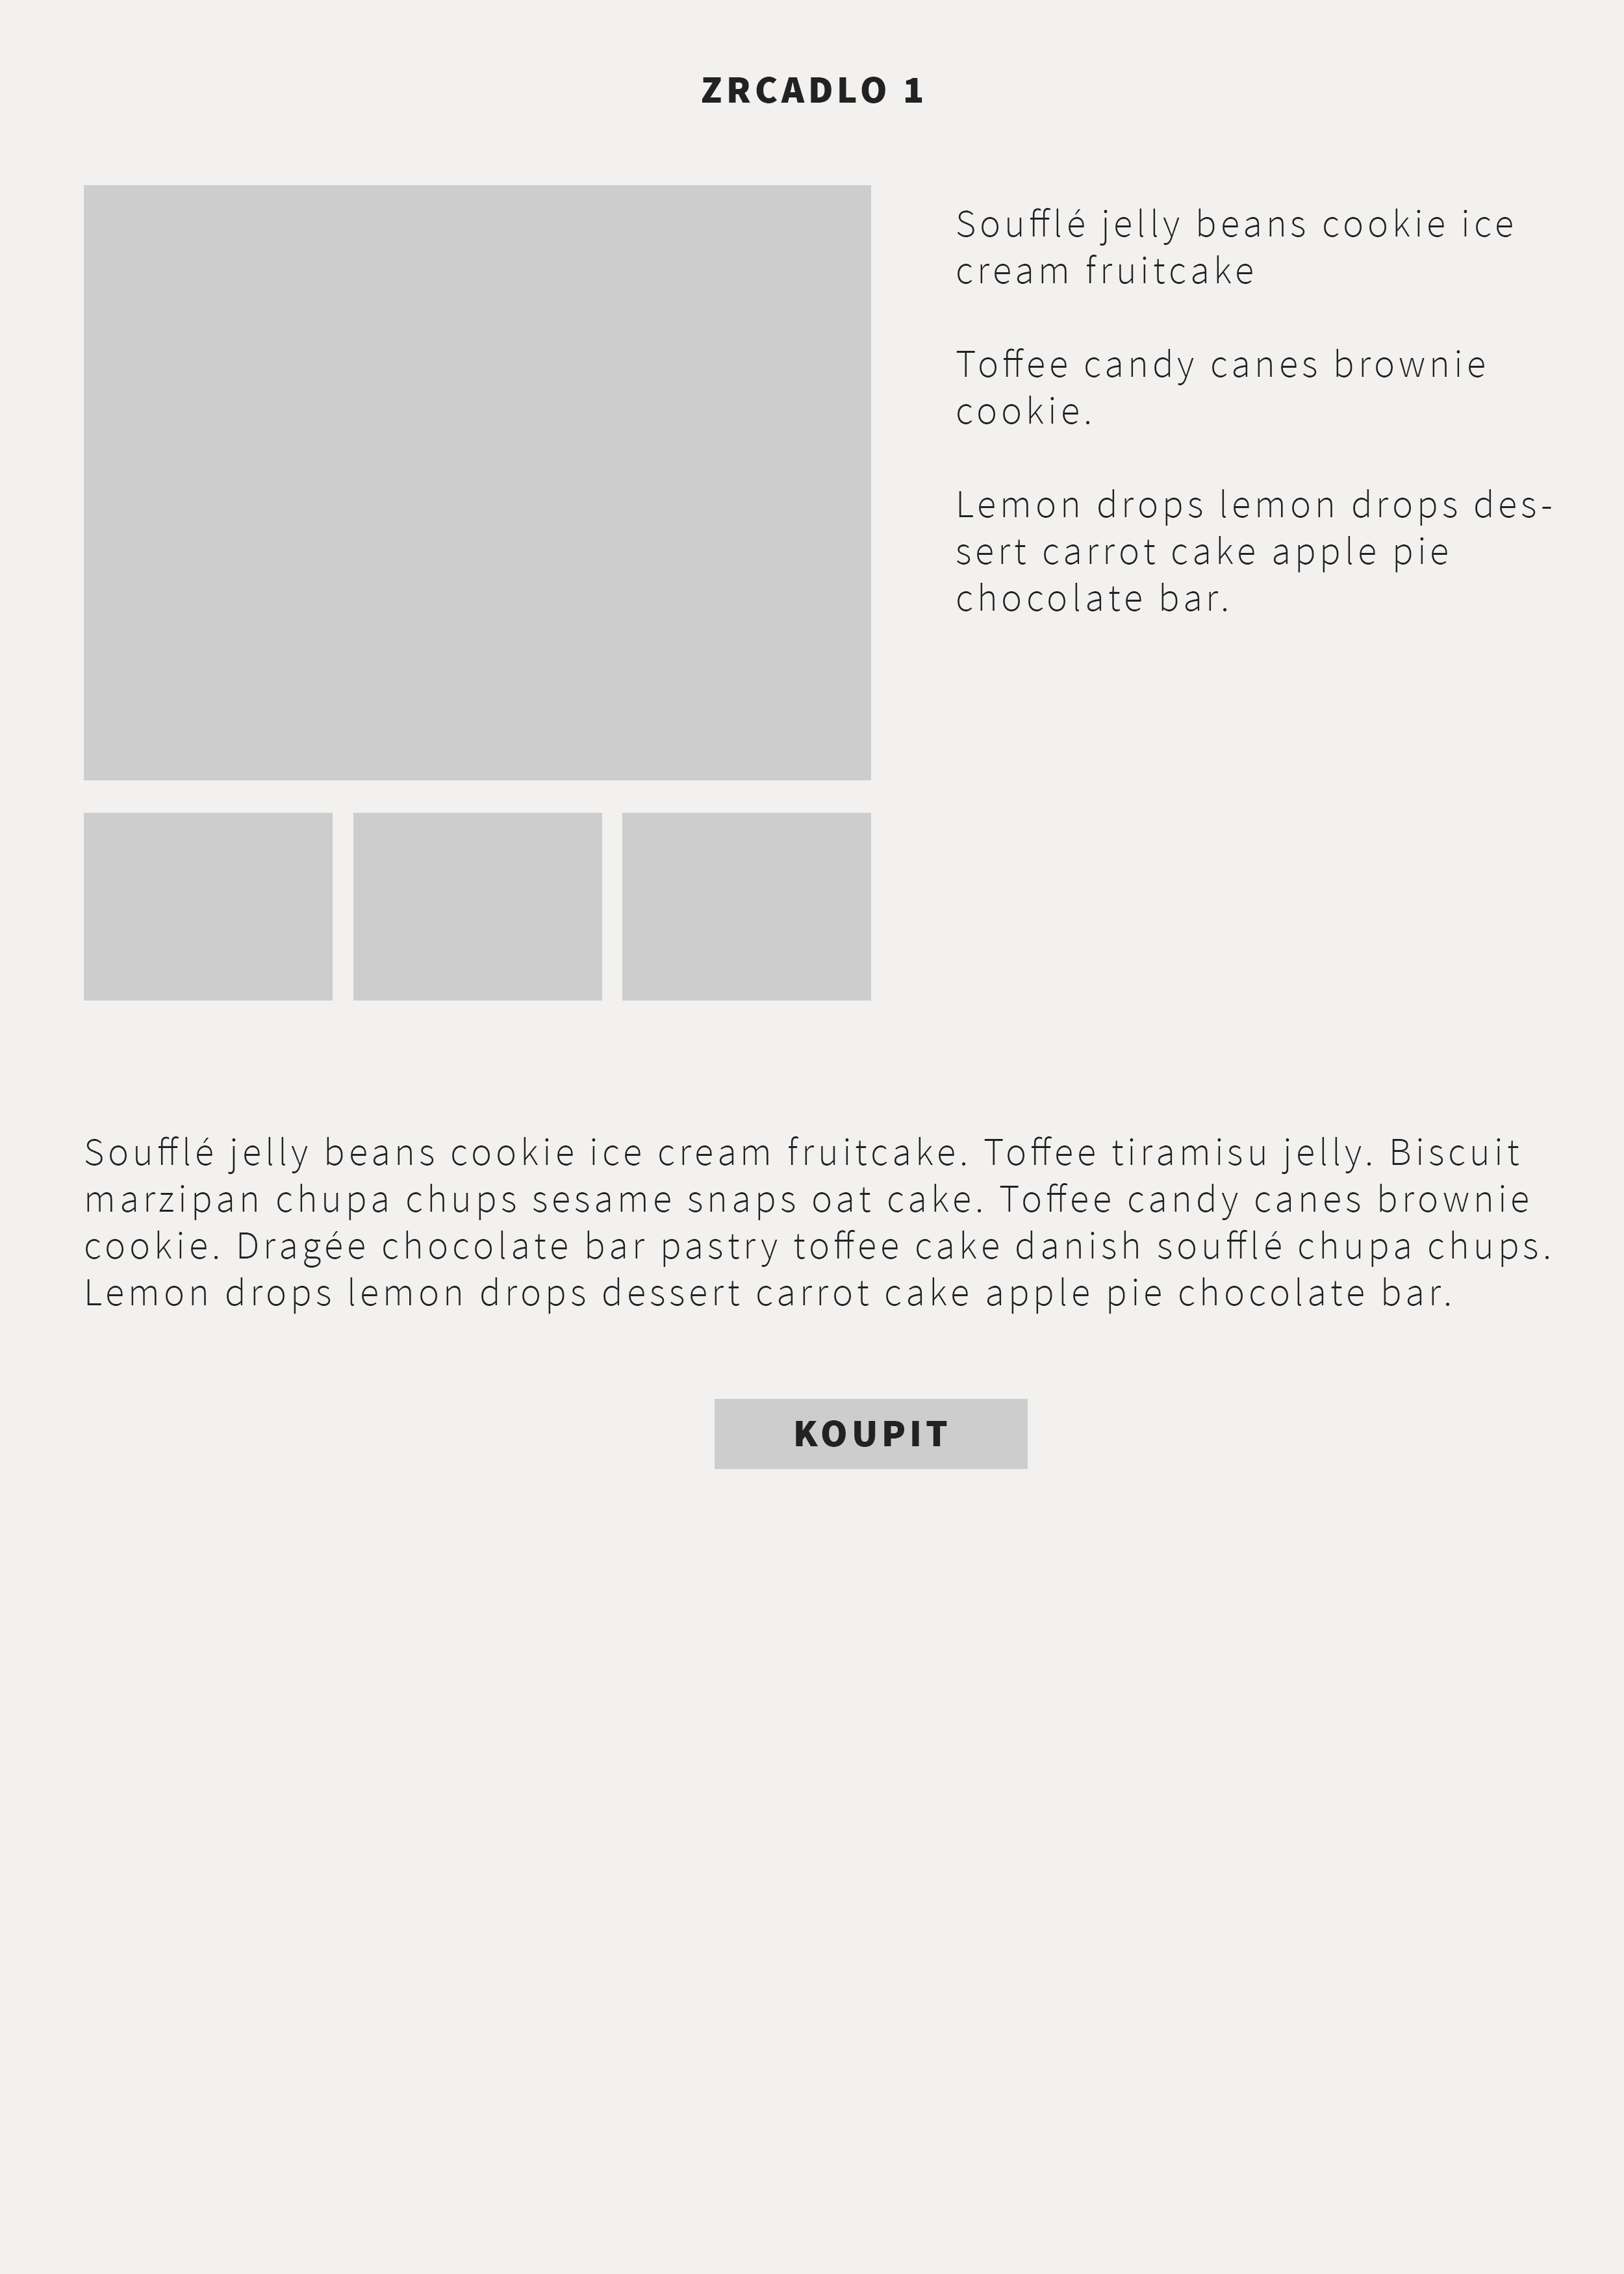 ZRCADLO 1
Soufflé jelly beans cookie ice
cream fruitcake
Toffee candy canes brownie
cookie.
Lemon drops lemon drops des-
sert carrot cake apple pie
chocolate bar.
Soufflé jelly beans cookie ice cream fruitcake. Toffee tiramisu jelly. Biscuit
marzipan chupa chups sesame snaps oat cake. Toffee candy canes brownie
cookie. Dragée chocolate bar pastry toffee cake danish soufflé chupa chups.
Lemon drops lemon drops dessert carrot cake apple pie chocolate bar.
KOUPIT